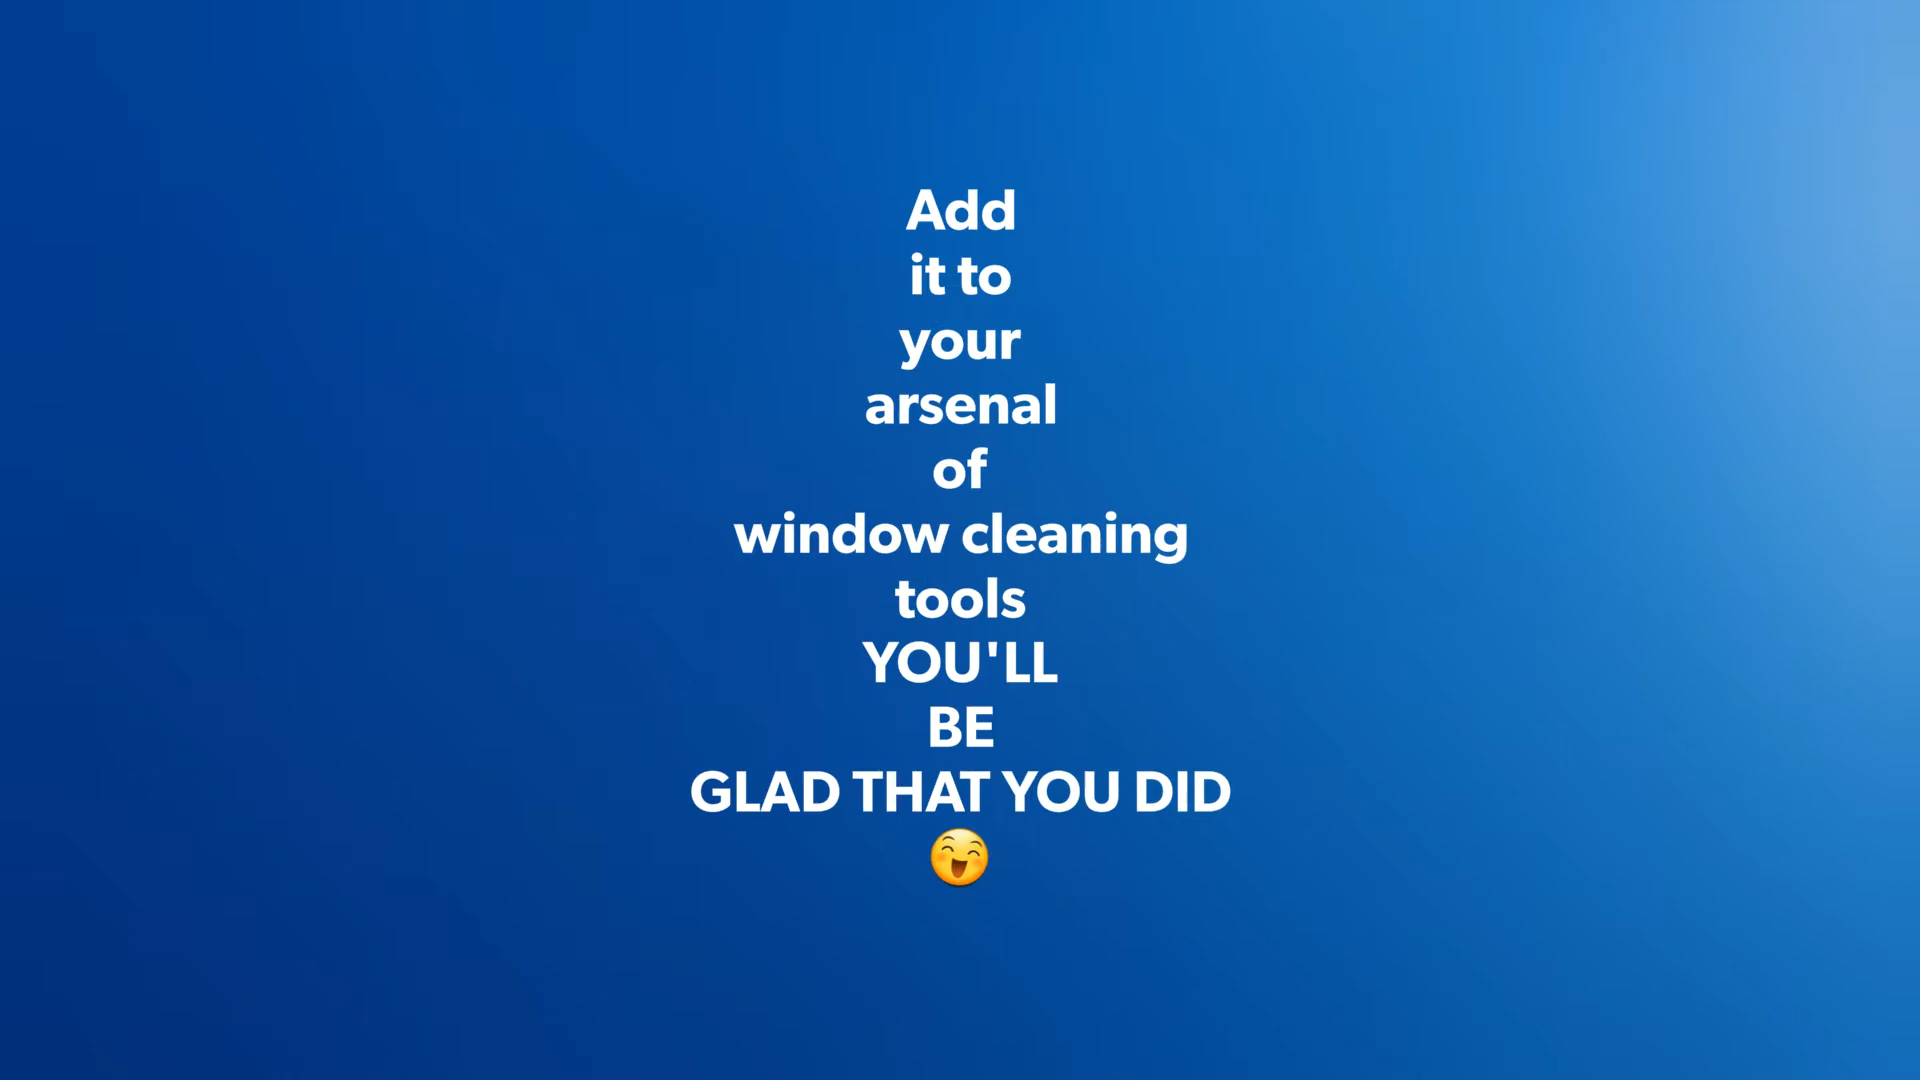 Add
it to
your
arsenal
of
window cleaning
tools
YOU'LL
BE
GLAD THAT YOU DID
😄